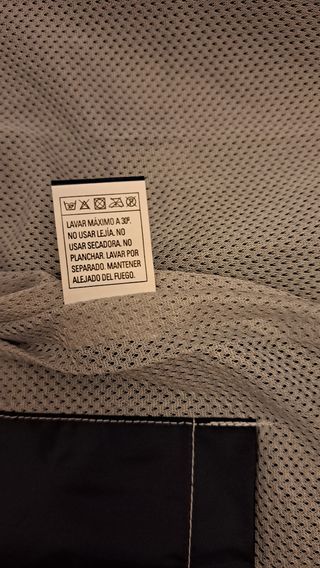 LAVAR MÁXIMO A 30º.
NO USAR LEJÍA. NO
USAR SECADORA. NO
PLANCHAR. LAVAR POR
SEPARADO. MANTENER
ALEJADO DEL FUEGO.